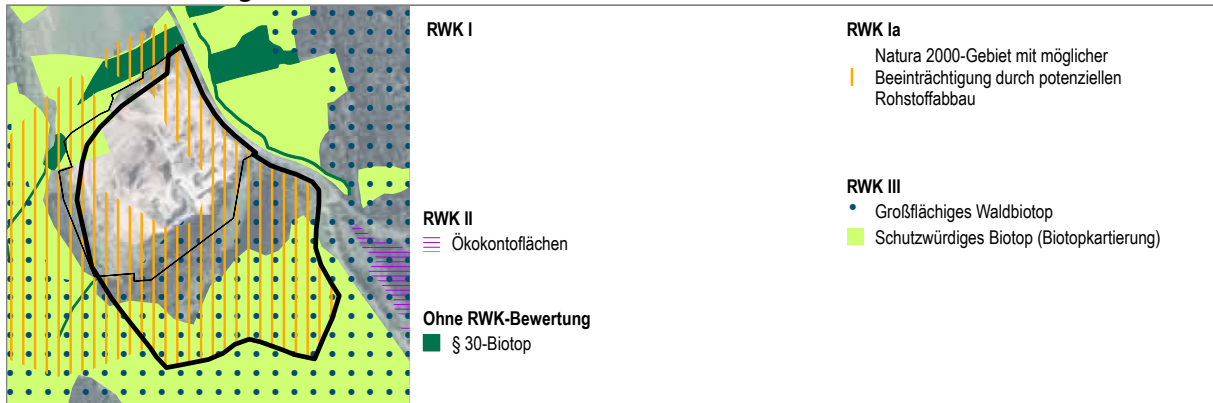 RWK I
RWK II
Ökokontoflächen
Ohne RWK-Bewertung
§ 30-Biotop
RWK Ia
Natura 2000-Gebiet mit möglicher
Beeinträchtigung durch potenziellen
Rohstoffabbau
RWK III
Großflächiges Waldbiotop
Schutzwürdiges Biotop (Biotopkartierung)